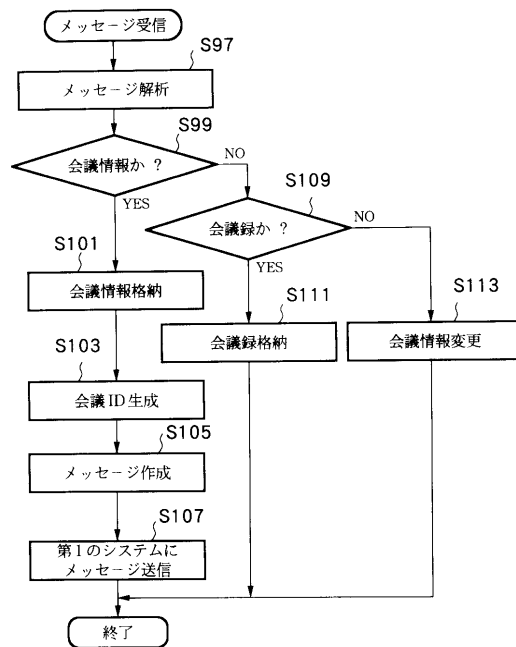 メッセージ受信
S97
メッセージ解析
S99
会議情報か ?
NO
YES
S109
会議録か ?
NO
YES
S101
会議情報格納
S111
会議録格納
S113
会議情報変更
S103
会議ID生成
S105
メッセージ作成
S107
第1のシステムに
メッセージ送信
終了